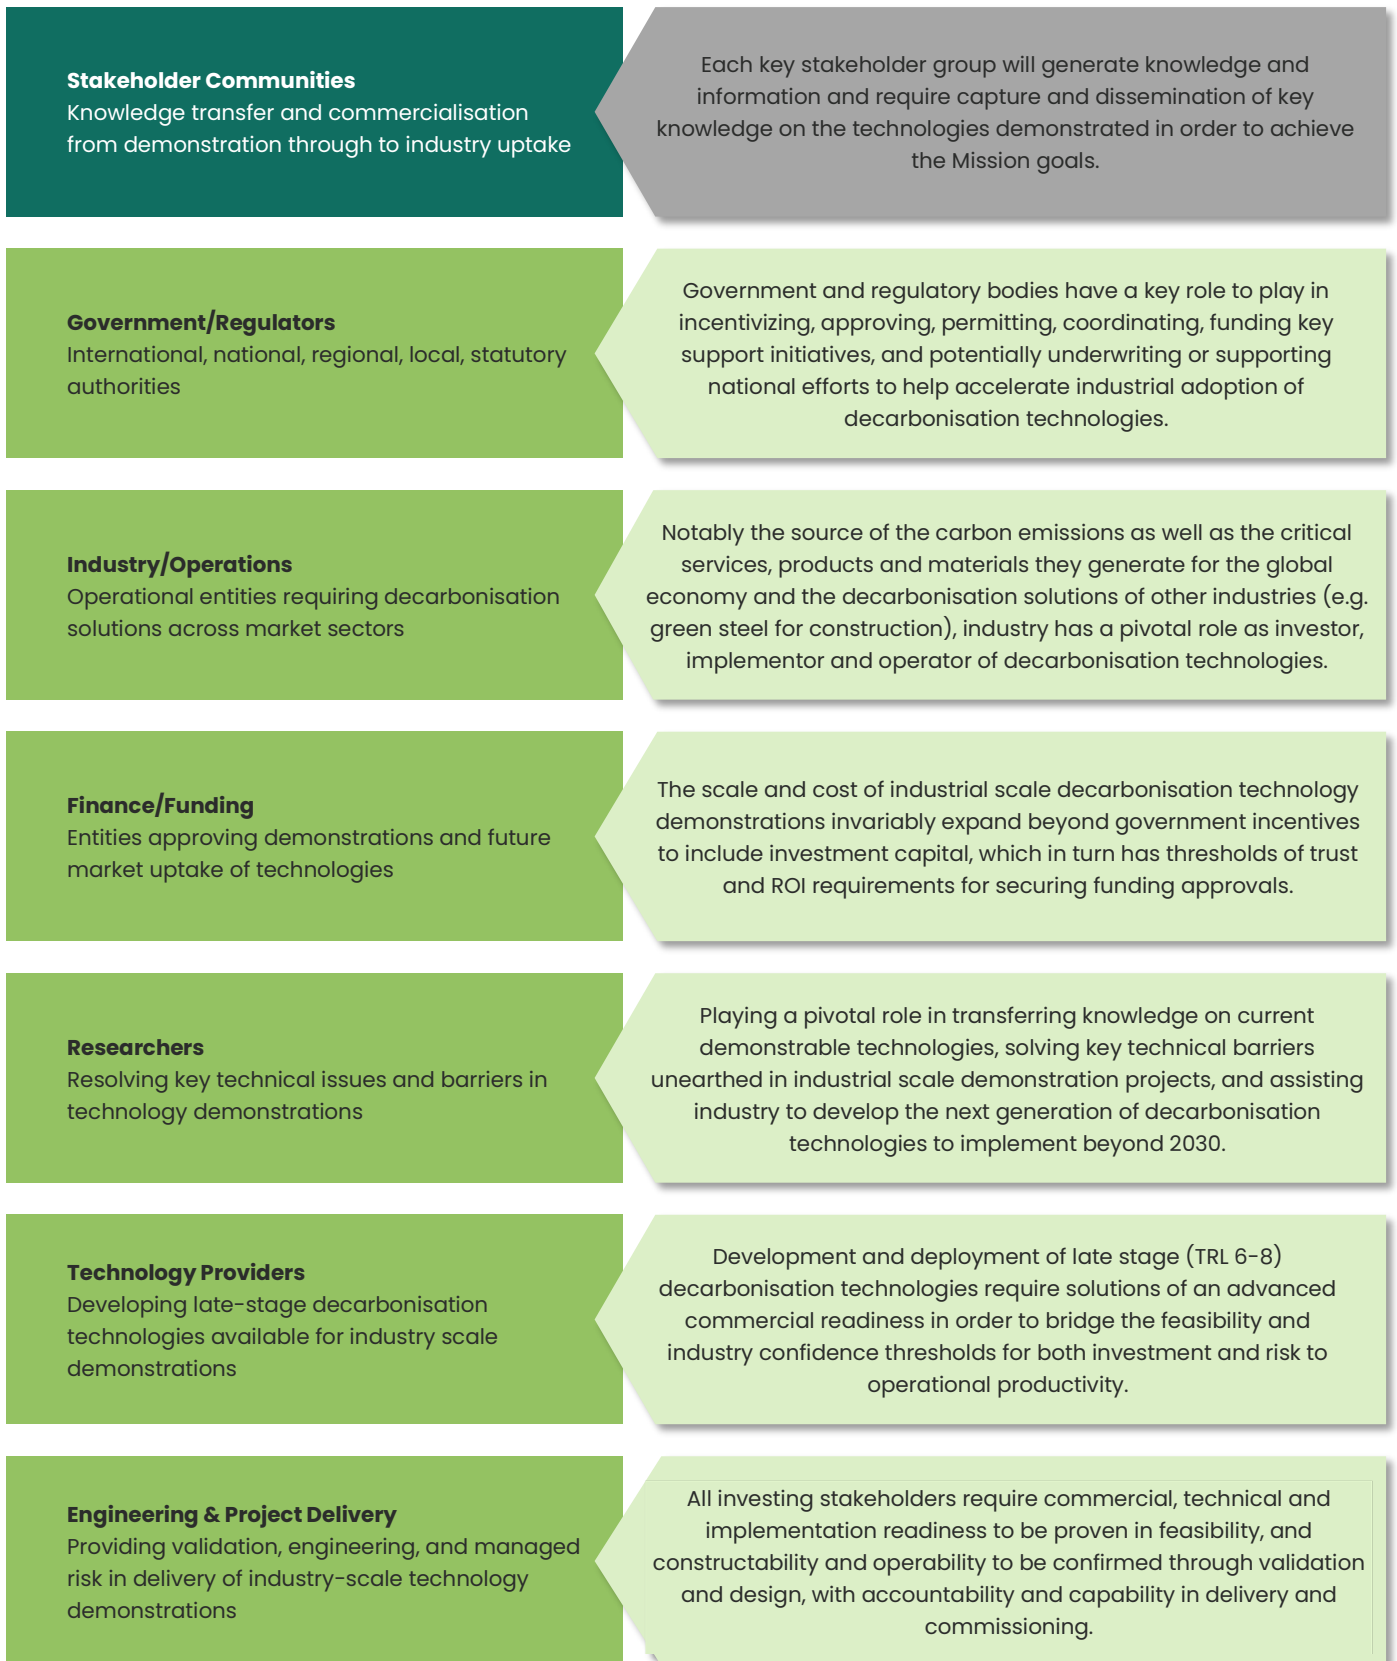 Stakeholder Communities
Knowledge transfer and commercialisation
from demonstration through to industry uptake
Each key stakeholder group will generate knowledge and
information and require capture and dissemination of key
knowledge on the technologies demonstrated in order to achieve
the Mission goals.
Government/Regulators
International, national, regional, local, statutory
authorities
Government and regulatory bodies have a key role to play in
incentivizing, approving, permitting, coordinating, funding key
support initiatives, and potentially underwriting or supporting
national efforts to help accelerate industrial adoption of
decarbonisation technologies.
Industry/Operations
Operational entities requiring decarbonisation
solutions across market sectors
Notably the source of the carbon emissions as well as the critical
services, products and materials they generate for the global
economy and the decarbonisation solutions of other industries (e.g.
green steel for construction), industry has a pivotal role as investor,
implementor and operator of decarbonisation technologies.
Finance/Funding
Entities approving demonstrations and future
market uptake of technologies
The scale and cost of industrial scale decarbonisation technology
demonstrations invariably expand beyond government incentives
to include investment capital, which in turn has thresholds of trust
and ROI requirements for securing funding approvals.
Researchers
Resolving key technical issues and barriers in
technology demonstrations
Playing a pivotal role in transferring knowledge on current
demonstrable technologies, solving key technical barriers
unearthed in industrial scale demonstration projects, and assisting
industry to develop the next generation of decarbonisation
technologies to implement beyond 2030.
Technology Providers
Developing late-stage decarbonisation
technologies available for industry scale
demonstrations
Development and deployment of late stage (TRL 6-8)
decarbonisation technologies require solutions of an advanced
commercial readiness in order to bridge the feasibility and
industry confidence thresholds for both investment and risk to
operational productivity.
Engineering & Project Delivery
Providing validation, engineering, and managed
risk in delivery of industry-scale technology
demonstrations
All investing stakeholders require commercial, technical and
implementation readiness to be proven in feasibility, and
constructability and operability to be confirmed through validation
and design, with accountability and capability in delivery and
commissioning.